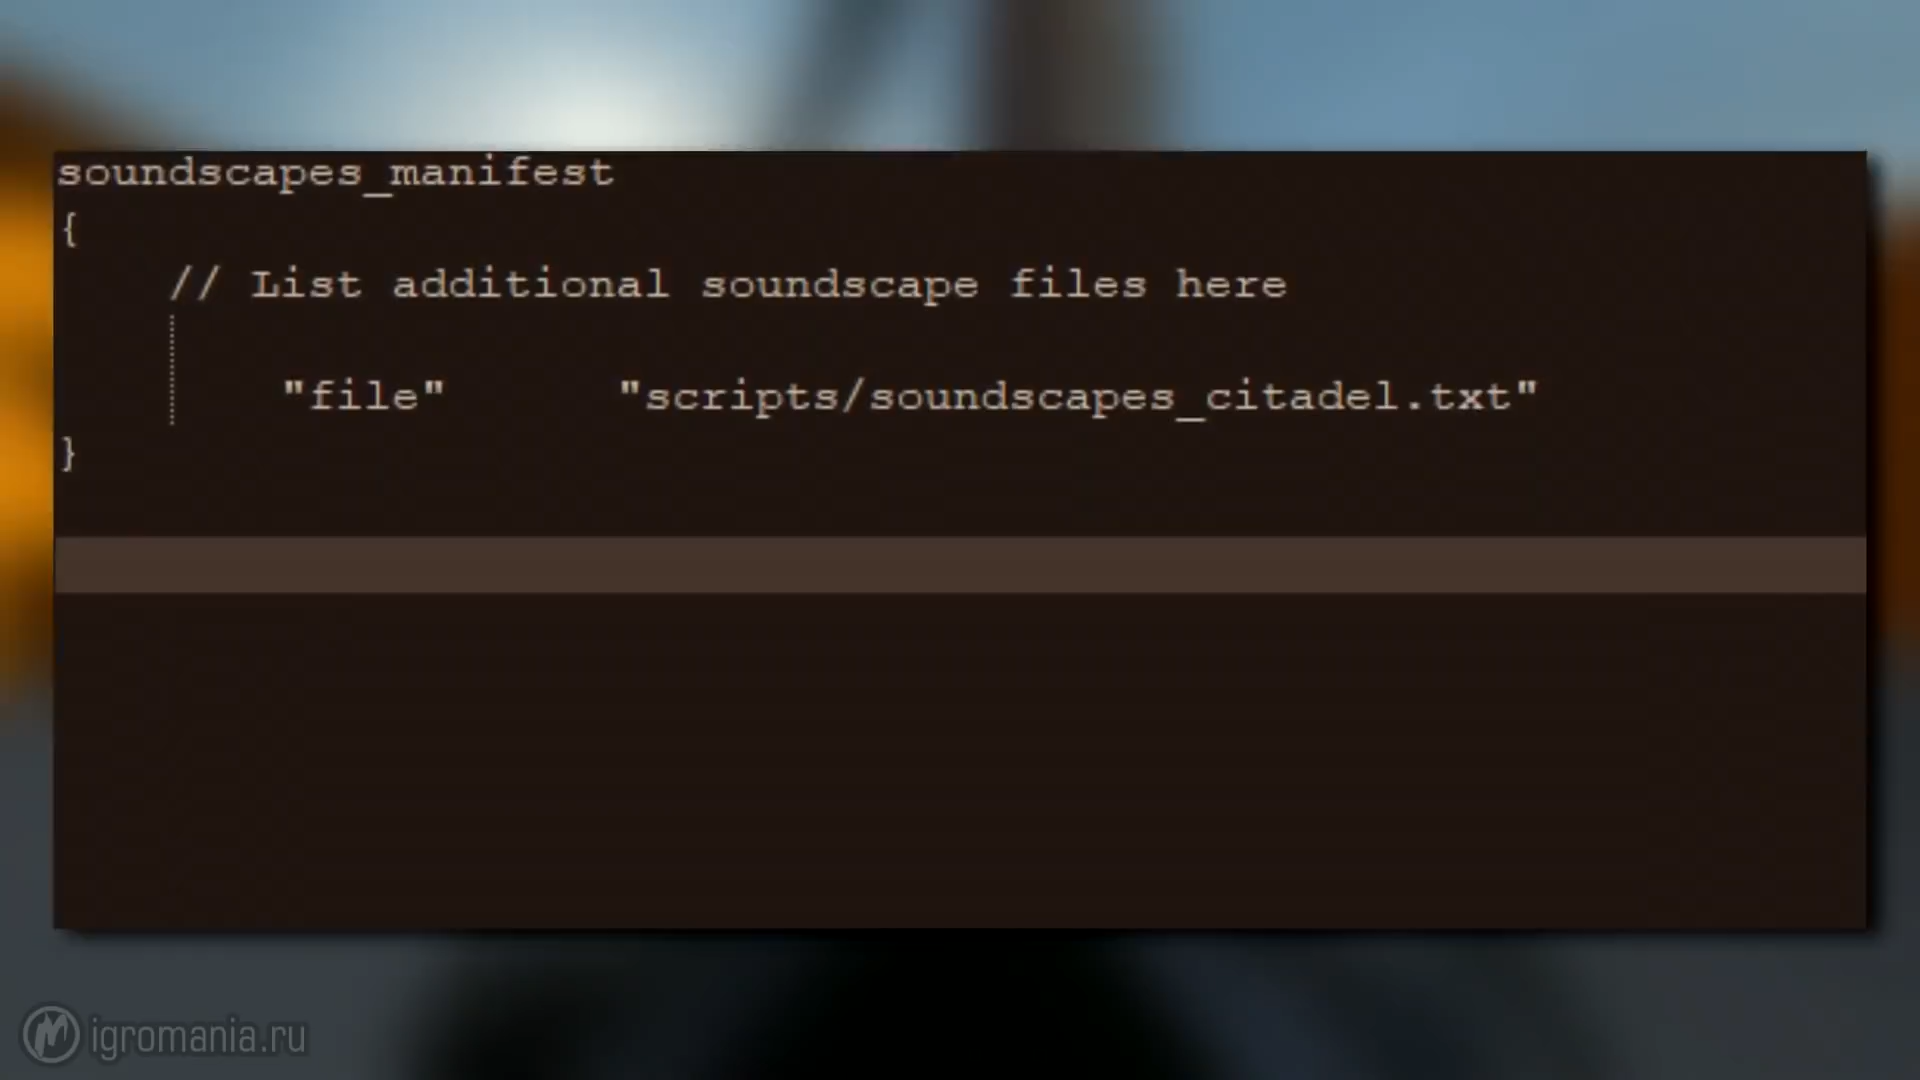 soundscapes_manifest
{
// List additional soundscape files here
"file" "scripts/soundscapes_citadel.txt"
}
igromania.ru